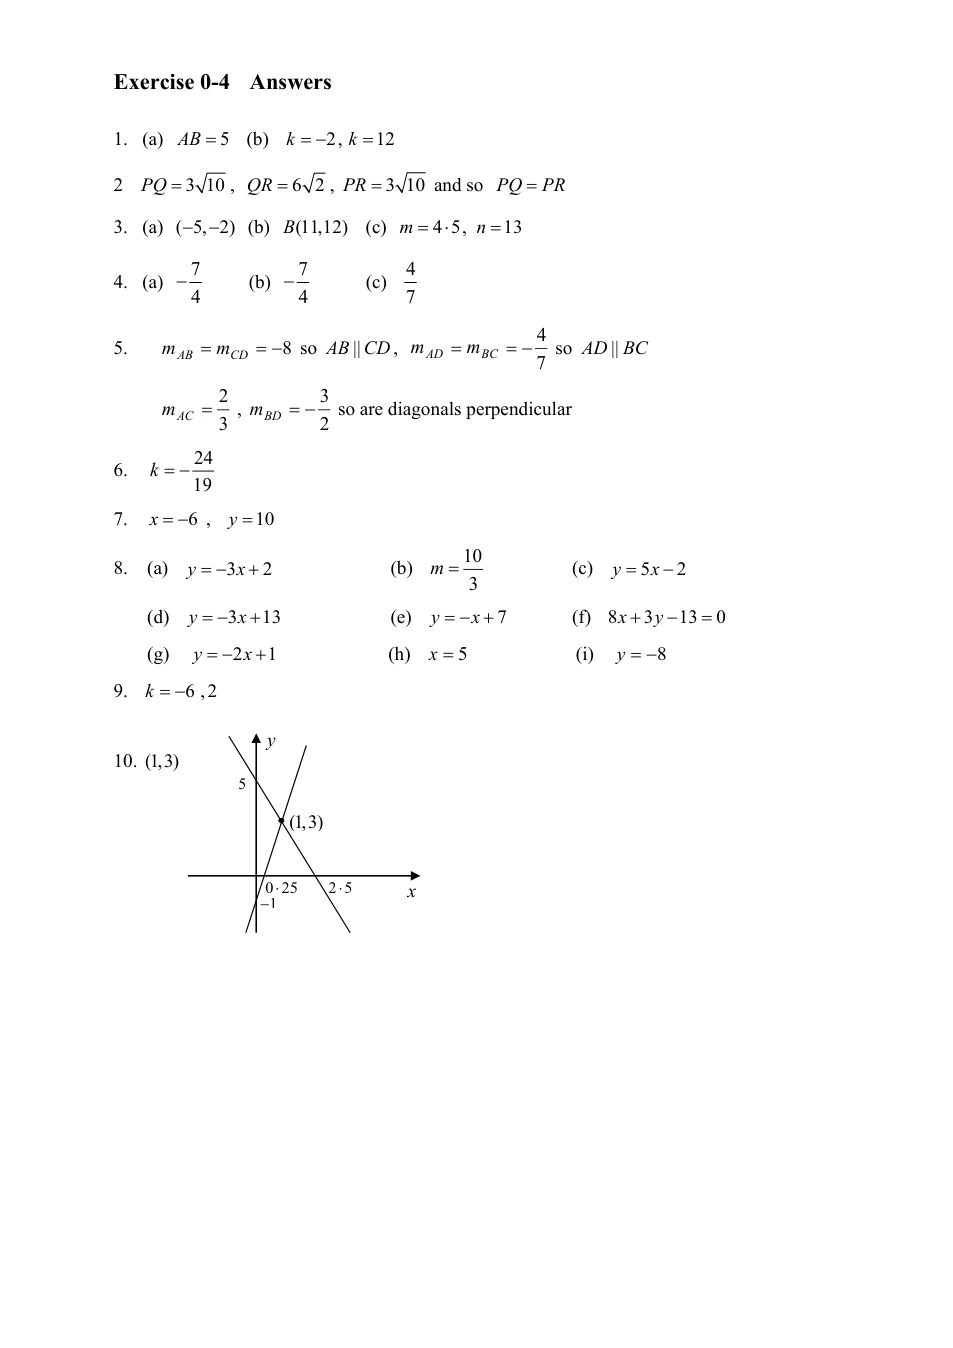 Exercise 0-4 Answers
1. (a) AB = 5 (b) k = −2, k = 12
2 PQ = 3√10 , QR = 6√2 , PR = 3√10 and so PQ = PR
3. (a) (−5,−2) (b) B(11,12) (c) m = 4·5, n = 13
4. (a) −7/4 (b) −7/4 (c) 4/7
5. m_AB = m_CD = −8 so AB || CD, m_AD = m_BC = −4/7 so AD || BC
m_AC = 2/3 , m_BD = −3/2 so are diagonals perpendicular
6. k = −24/19
7. x = −6 , y = 10
8. (a) y = −3x + 2 (b) m = 10/3 (c) y = 5x − 2
(d) y = −3x + 13 (e) y = −x + 7 (f) 8x + 3y − 13 = 0
(g) y = −2x + 1 (h) x = 5 (i) y = −8
9. k = −6 , 2
10. (1,3)
y
5
(1,3)
0·25 2·5 x
−1